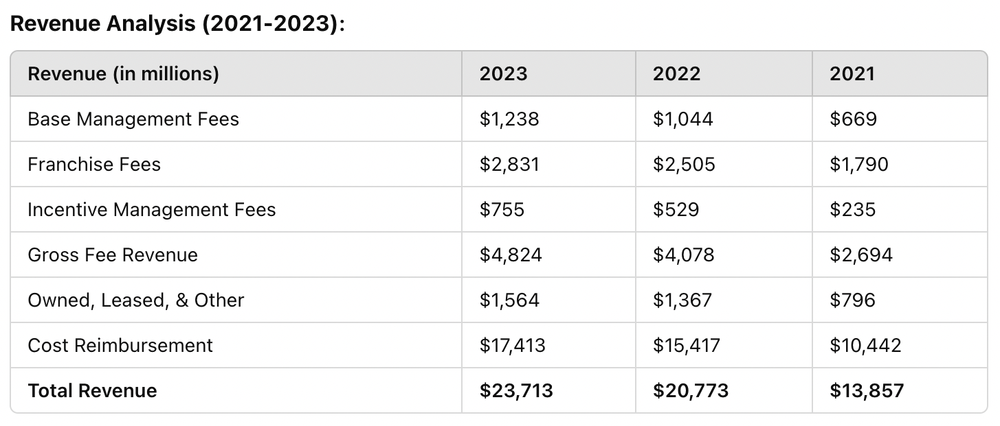 Revenue Analysis (2021-2023):
Revenue (in millions) 2023 2022 2021
Base Management Fees $1,238 $1,044 $669
Franchise Fees $2,831 $2,505 $1,790
Incentive Management Fees $755 $529 $235
Gross Fee Revenue $4,824 $4,078 $2,694
Owned, Leased, & Other $1,564 $1,367 $796
Cost Reimbursement $17,413 $15,417 $10,442
Total Revenue $23,713 $20,773 $13,857